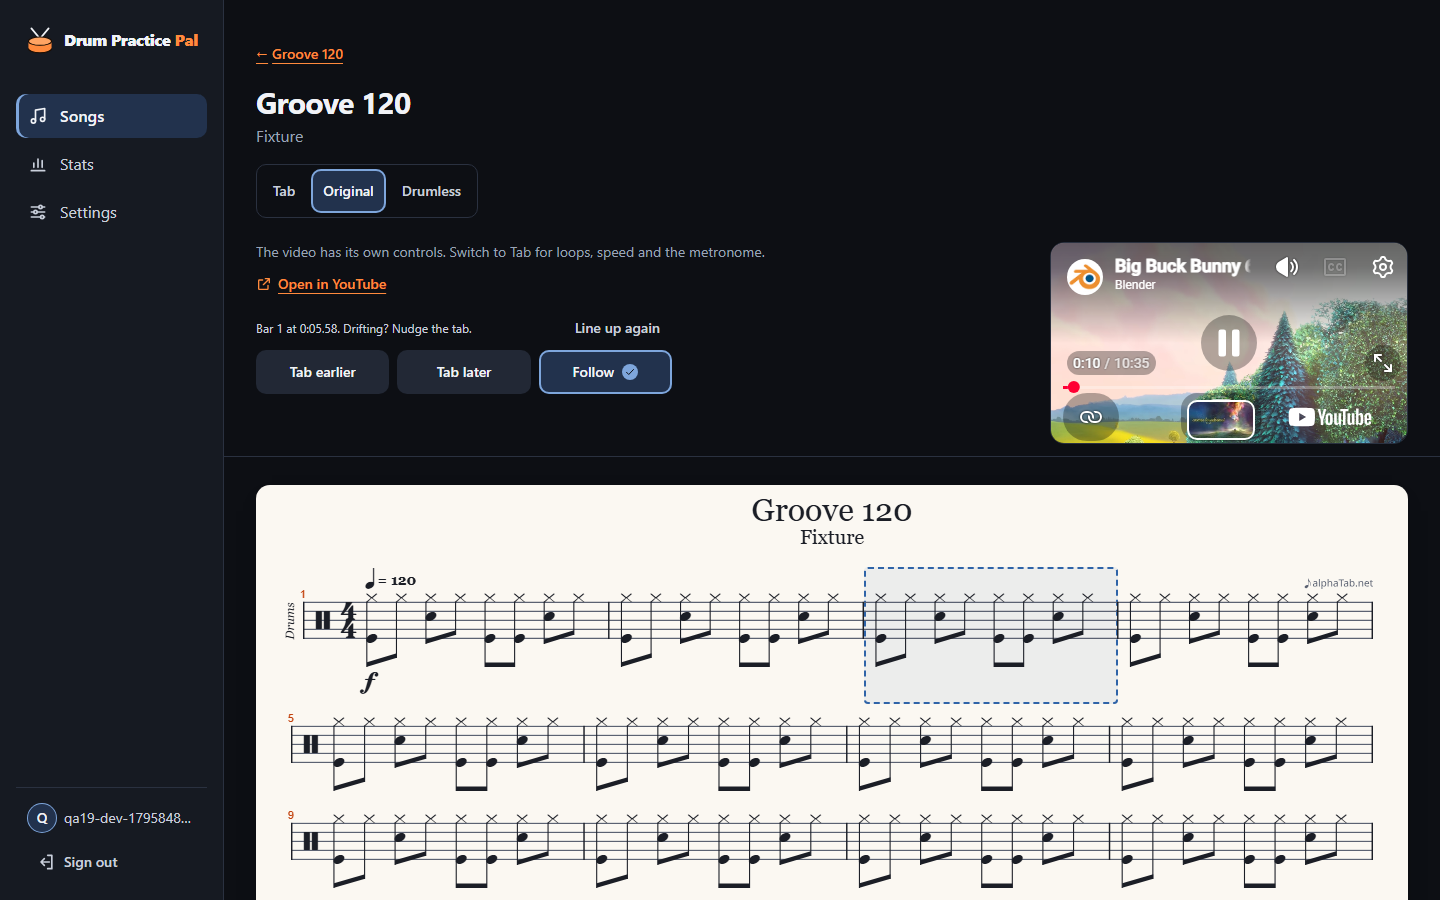 Drum Practice Pal
Songs
Stats
Settings
qa19-dev-1795848...
Sign out
← Groove 120
Groove 120
Fixture
Tab
Original
Drumless
The video has its own controls. Switch to Tab for loops, speed and the metronome.
Open in YouTube
Bar 1 at 0:05.58. Drifting? Nudge the tab.
Line up again
Tab earlier
Tab later
Follow
Big Buck Bunny
Blender
CC
0:10 / 10:35
YouTube
Groove 120
Fixture
= 120
alphaTab.net
1
Drums
4
4
f
5
9
Q